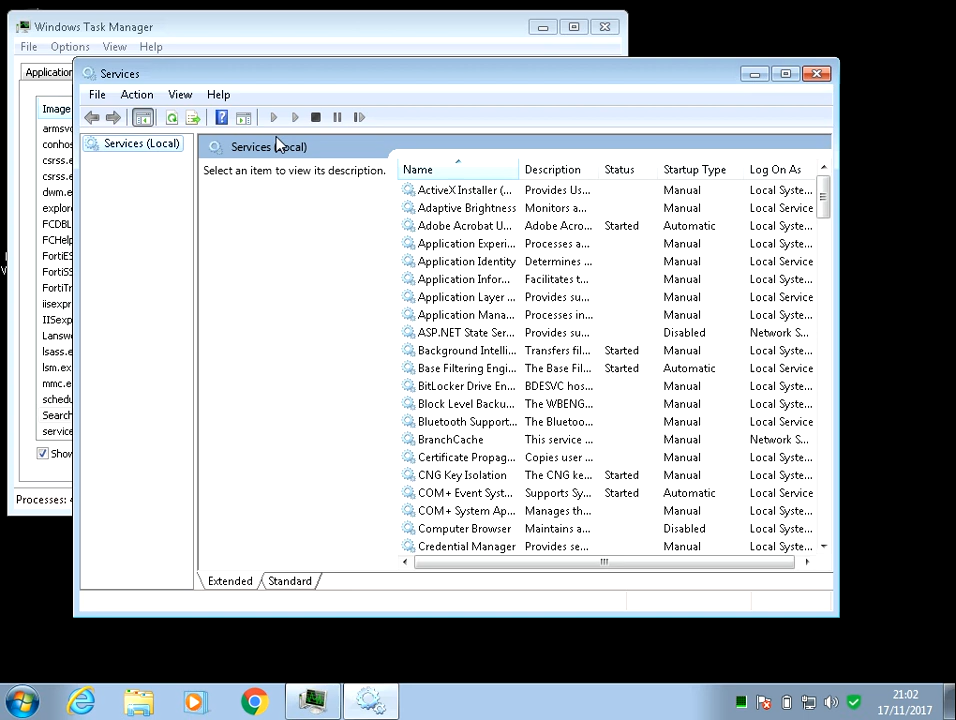 Windows Task Manager
File Options View Help
Application
Image
armsv
conhos
csrss.e
csrss.e
dwm.e
explor
FCDBL
FCHelp
FortiES
FortiSS
FortiTr
iisexpr
IISexp
Lansw
lsass.e
lsm.ex
mmc.e
sched
Search
service
Show
Processes: 4
Services
File Action View Help
Services (Local)
Services (Local)
Select an item to view its description.
Name Description Status Startup Type Log On As
ActiveX Installer (... Provides Us... Manual Local Syste...
Adaptive Brightness Monitors a... Manual Local Service
Adobe Acrobat U... Adobe Acro... Started Automatic Local Syste...
Application Experi... Processes a... Manual Local Syste...
Application Identity Determines ... Manual Local Service
Application Infor... Facilitates t... Manual Local Syste...
Application Layer ... Provides su... Manual Local Service
Application Mana... Processes in... Manual Local Syste...
ASP.NET State Ser... Provides su... Disabled Network S...
Background Intelli... Transfers fil... Started Manual Local Syste...
Base Filtering Engi... The Base Fil... Started Automatic Local Service
BitLocker Drive En... BDESVC hos... Manual Local Syste...
Block Level Backu... The WBENG... Manual Local Syste...
Bluetooth Support... The Bluetoo... Manual Local Service
BranchCache This service ... Manual Network S...
Certificate Propag... Copies user ... Manual Local Syste...
CNG Key Isolation The CNG ke... Started Manual Local Syste...
COM+ Event Syst... Supports Sy... Started Automatic Local Service
COM+ System Ap... Manages th... Manual Local Syste...
Computer Browser Maintains a... Disabled Local Syste...
Credential Manager Provides se... Manual Local Syste...
Extended Standard
21:02
17/11/2017